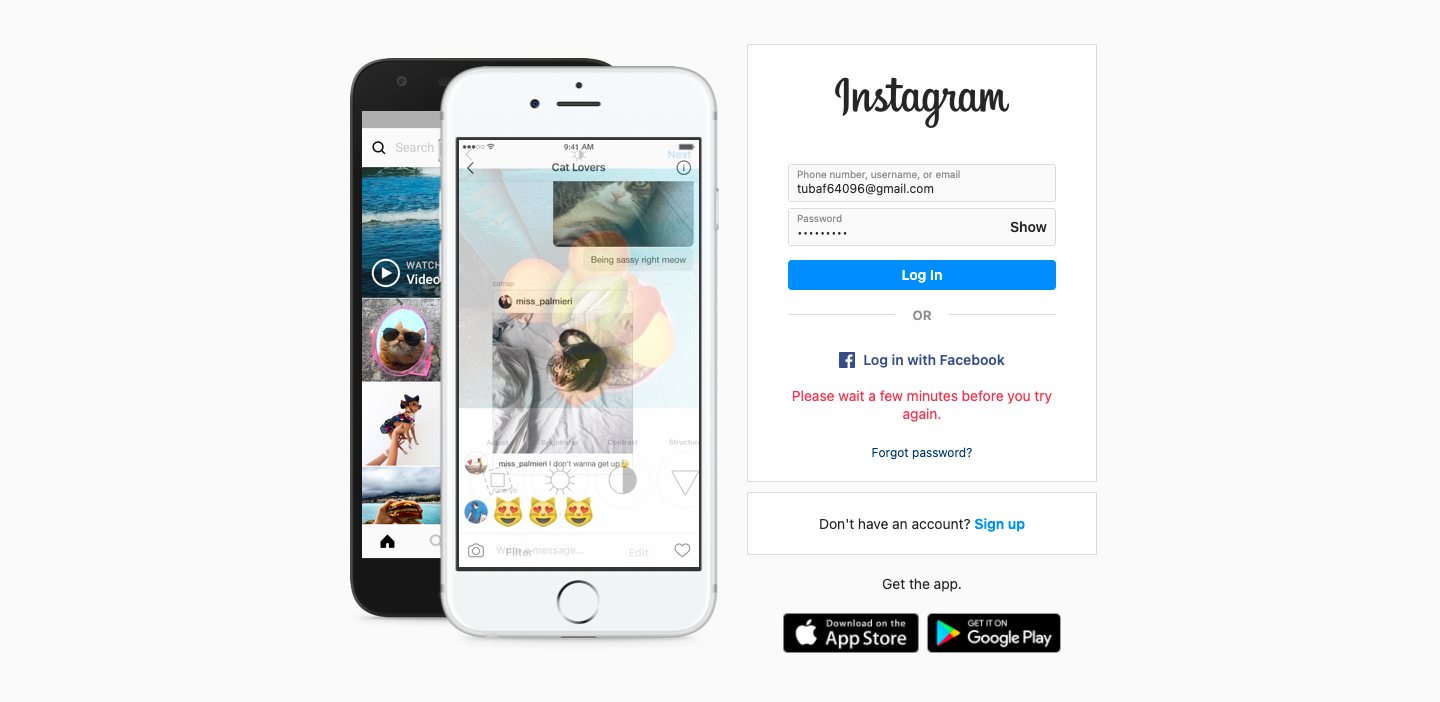 Search
WATCH
Video
9:41 AM
Next
Cat Lovers
Being sassy right meow
catnap
miss_palmieri
Adjust Brightness Contrast Structure
miss_palmieri I don't wanna get up😪
Write a message...
Filter Edit
Instagram
Phone number, username, or email
tubaf64096@gmail.com
Password
•••••••••
Show
Log In
OR
Log in with Facebook
Please wait a few minutes before you try
again.
Forgot password?
Don't have an account? Sign up
Get the app.
Download on the
App Store
GET IT ON
Google Play